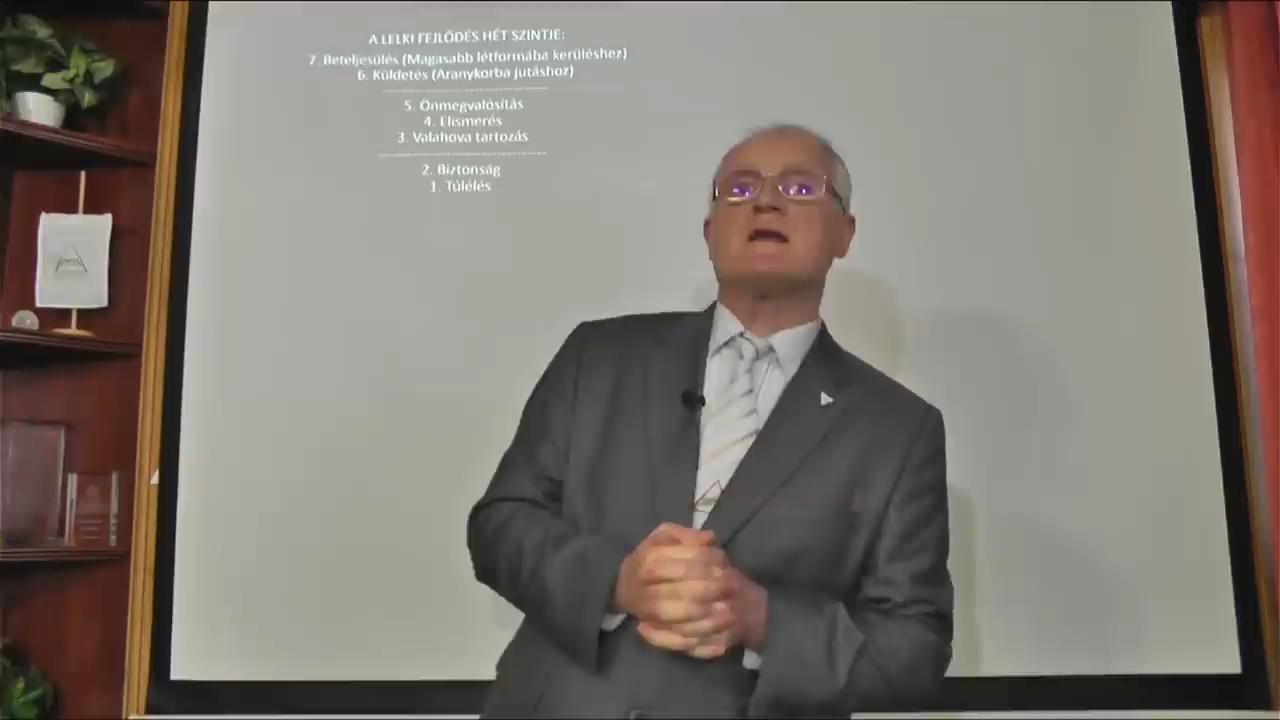 A LELKI FEJLŐDÉS HÉT SZINTJE:
7. Beteljesülés (Magasabb létformába kerüléshez)
6. Küldetés (Aranykorba jutáshoz)
5. Önmegvalósítás
4. Elismerés
3. Valahova tartozás
2. Biztonság
1. Túlélés